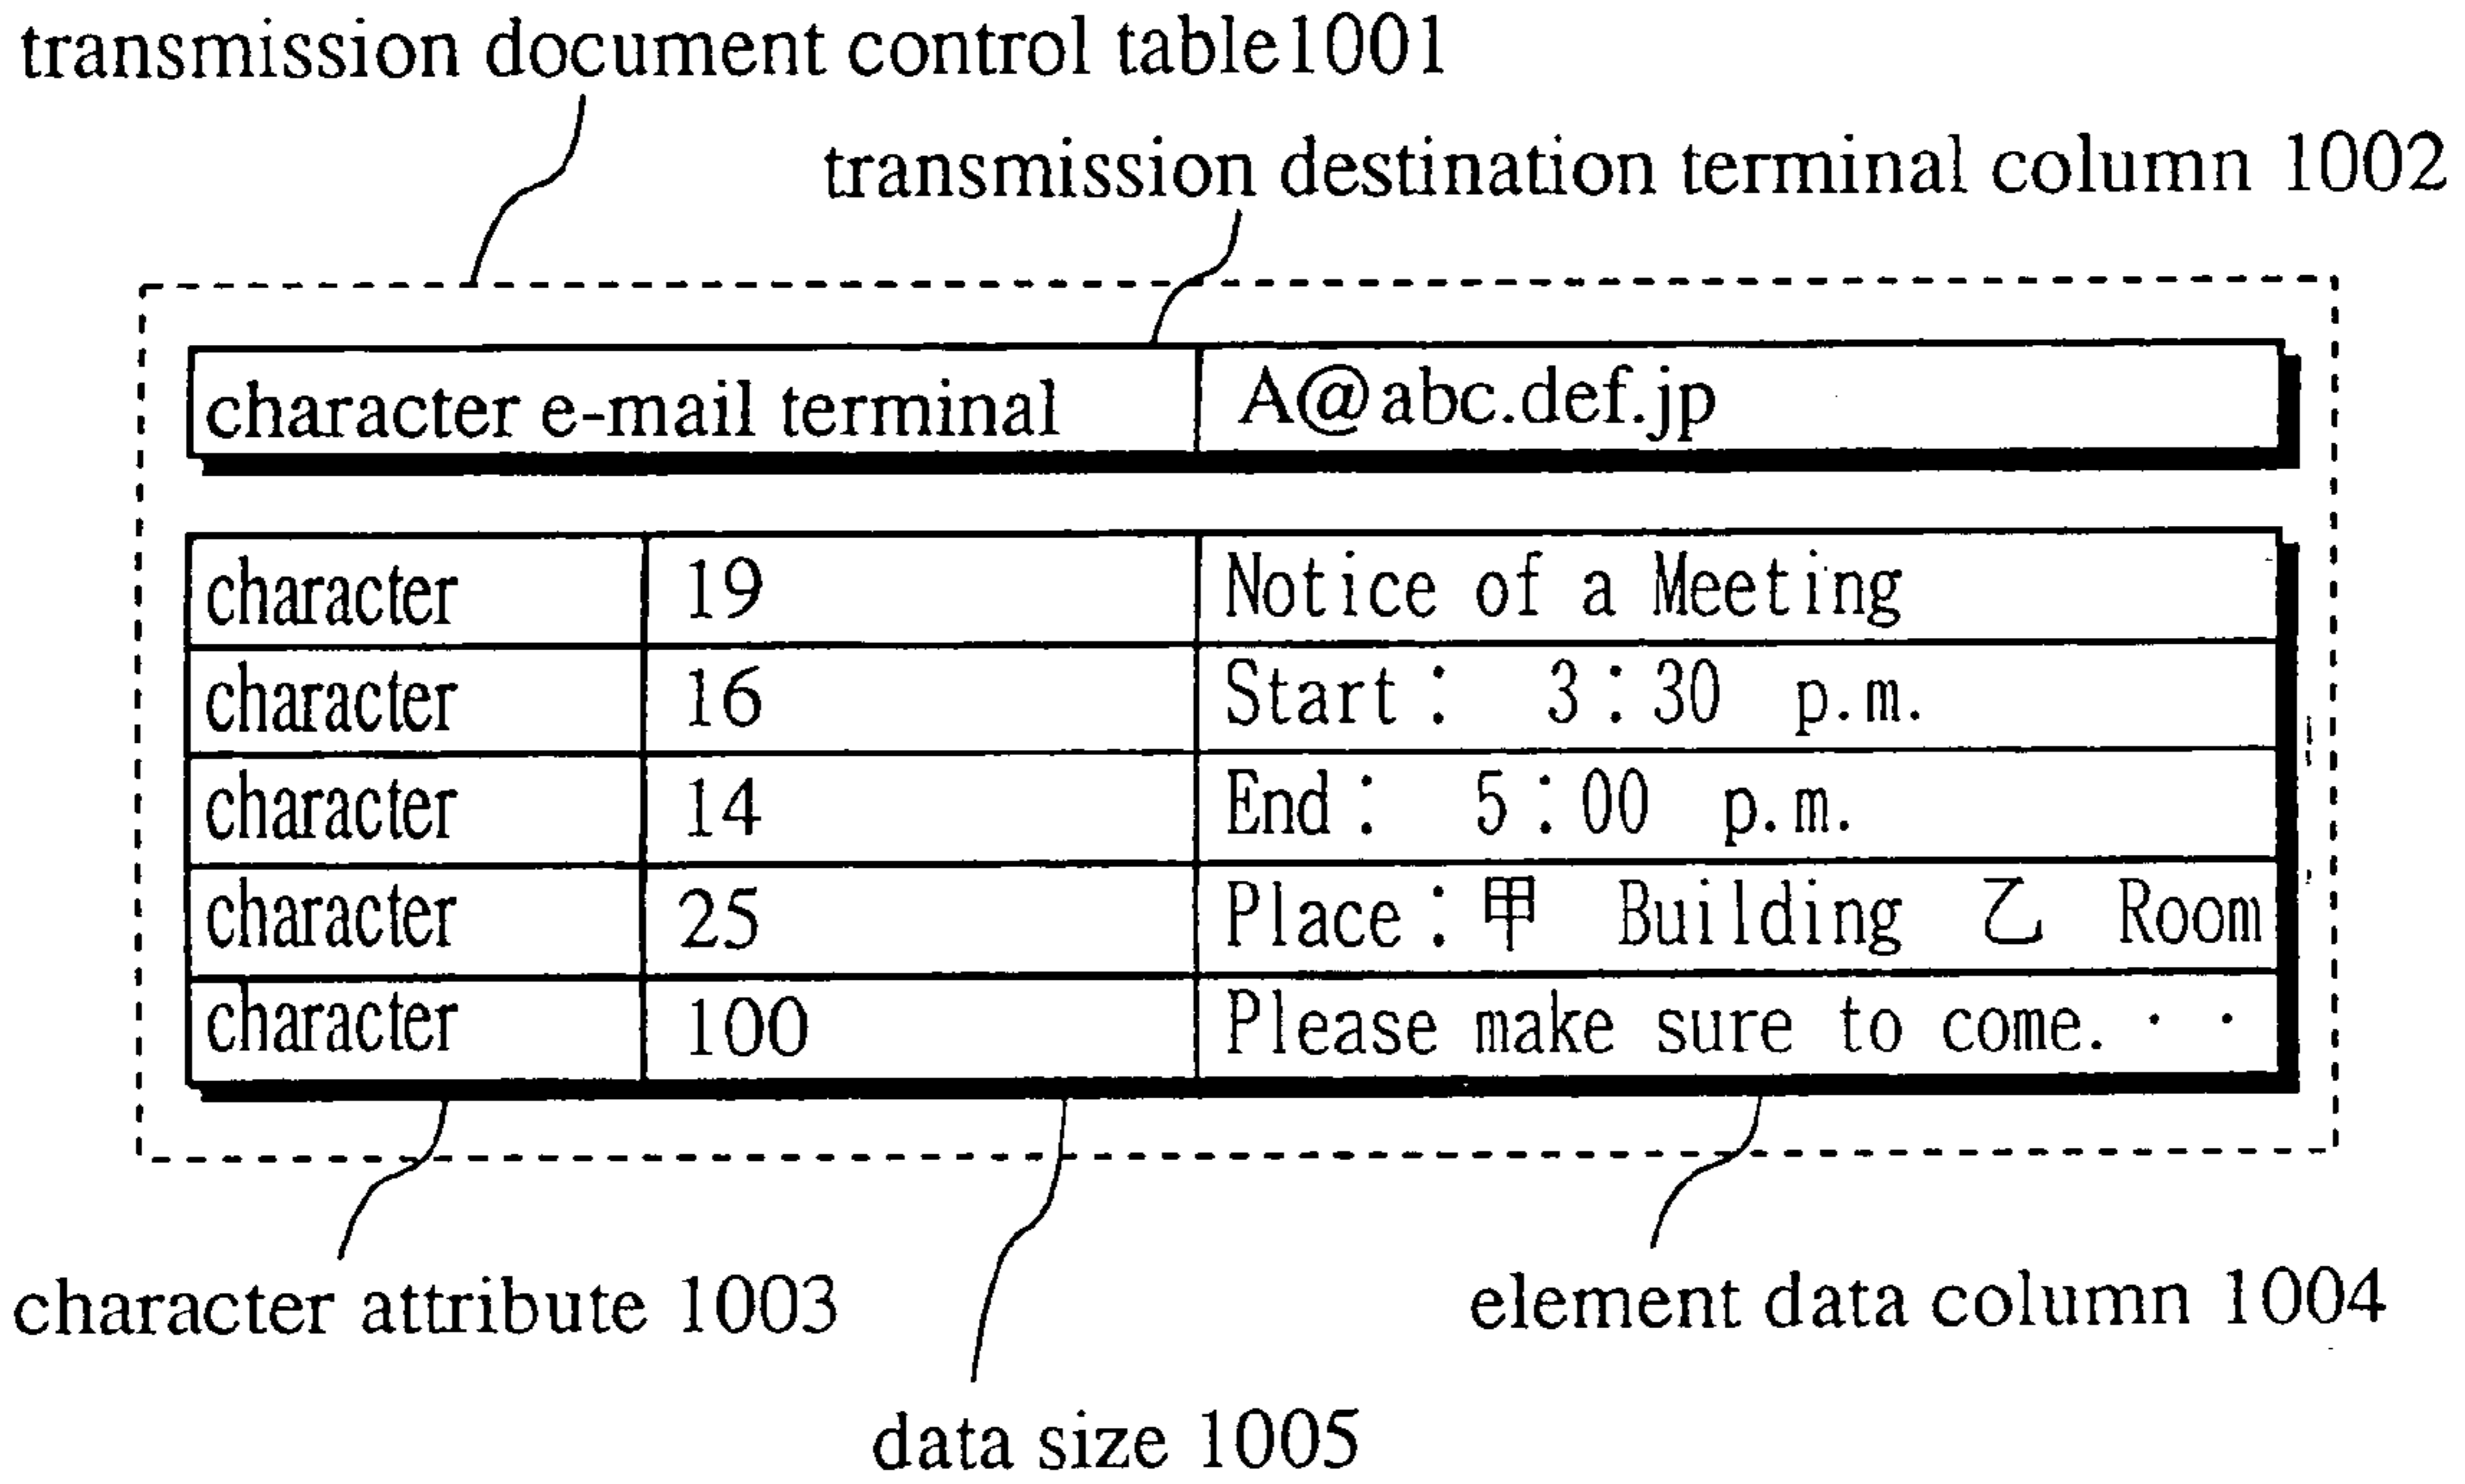 transmission document control table1001
transmission destination terminal column 1002
character e-mail terminal A@abc.def.jp
character 19 Notice of a Meeting
character 16 Start： 3：30 p.m.
character 14 End： 5：00 p.m.
character 25 Place：甲 Building 乙 Room
character 100 Please make sure to come.・・
character attribute 1003
element data column 1004
data size 1005